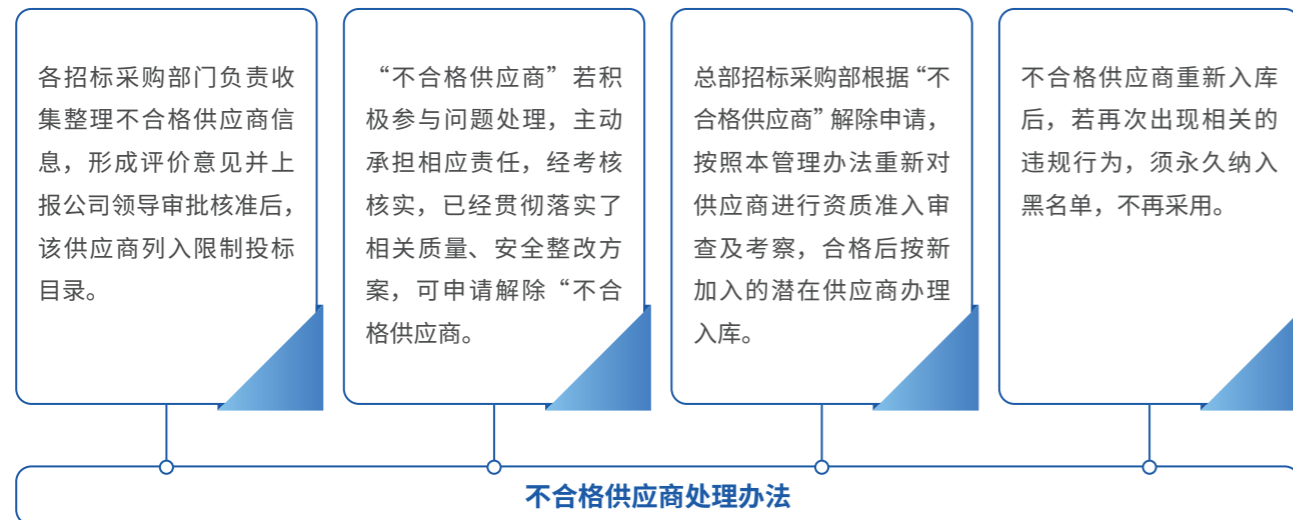 各招标采购部门负责收
集整理不合格供应商信
息，形成评价意见并上
报公司领导审批核准后，
该供应商列入限制投标
目录。
“不合格供应商”若积
极参与问题处理，主动
承担相应责任，经考核
核实，已经贯彻落实了
相关质量、安全整改方
案，可申请解除“不合
格供应商。
总部招标采购部根据“不
合格供应商”解除申请，
按照本管理办法重新对
供应商进行资质准入审
查及考察，合格后按新
加入的潜在供应商办理
入库。
不合格供应商重新入库
后，若再次出现相关的
违规行为，须永久纳入
黑名单，不再采用。
不合格供应商处理办法